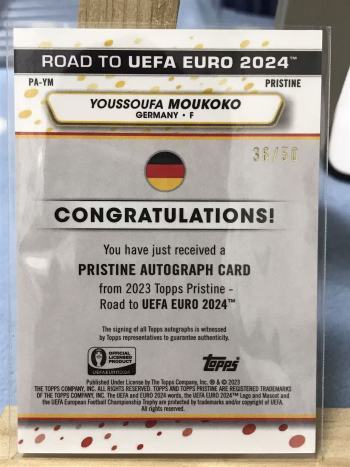 ROAD TO UEFA EURO 2024™
PA-YM PRISTINE
YOUSSOUFA MOUKOKO
GERMANY • F
36/50
CONGRATULATIONS!
You have just received a
PRISTINE AUTOGRAPH CARD
from 2023 Topps Pristine -
Road to UEFA EURO 2024™
The signing of all Topps autographs is witnessed
by Topps representatives to guarantee authenticity.
OFFICIAL
LICENSED
PRODUCT
UEFA EURO2024
topps
Published Under License by The Topps Company, Inc. ® & © 2023
THE TOPPS COMPANY, INC. ALL RIGHTS RESERVED. TOPPS AND TOPPS PRISTINE ARE REGISTERED TRADEMARKS
OF THE TOPPS COMPANY, INC. The UEFA and EURO 2024 words, the UEFA EURO 2024™ Logo and Mascot and
the UEFA European Football Championship Trophy are protected by trademarks and/or copyright of UEFA.
All rights reserved.